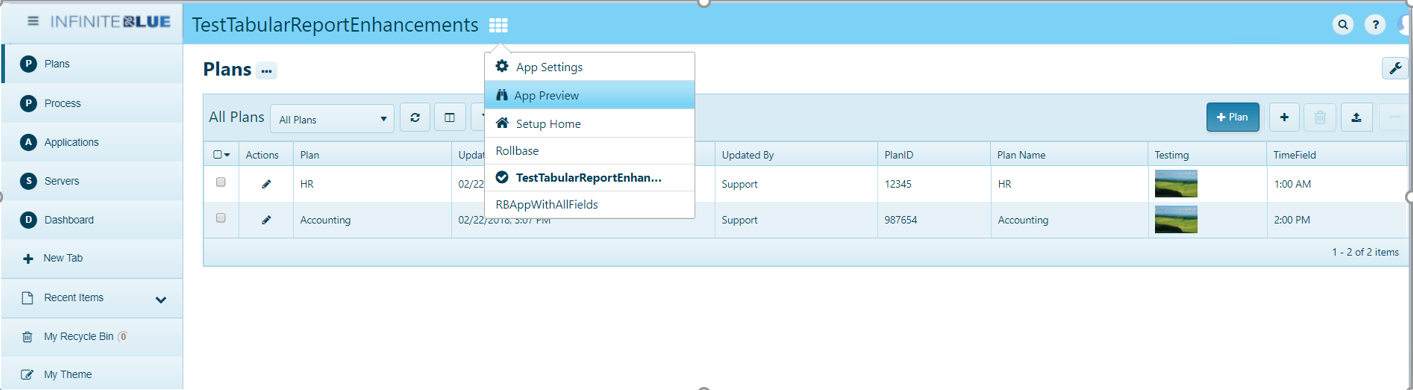 INFINITEBLUE
TestTabularReportEnhancements
?
P Plans
P Process
A Applications
S Servers
D Dashboard
New Tab
Recent Items
My Recycle Bin 0
My Theme
Plans ...
App Settings
App Preview
Setup Home
Rollbase
TestTabularReportEnhan...
RBAppWithAllFields
All Plans All Plans + Plan
Actions Plan Updat Updated By PlanID Plan Name Testimg TimeField
HR 02/22 Support 12345 HR 1:00 AM
Accounting 02/22/2018, 3:07 PM Support 987654 Accounting 2:00 PM
1 - 2 of 2 items